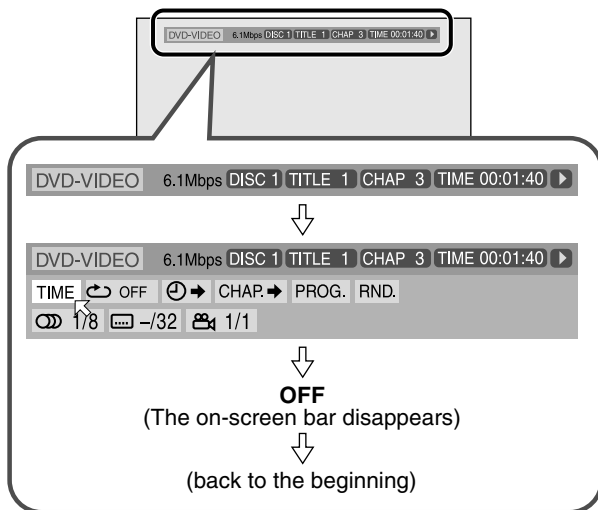 DVD-VIDEO 6.1Mbps DISC 1 TITLE 1 CHAP 3 TIME 00:01:40
DVD-VIDEO 6.1Mbps DISC 1 TITLE 1 CHAP 3 TIME 00:01:40
DVD-VIDEO 6.1Mbps DISC 1 TITLE 1 CHAP 3 TIME 00:01:40
TIME OFF CHAP. PROG. RND.
1/8 –/32 1/1
OFF
(The on-screen bar disappears)
(back to the beginning)